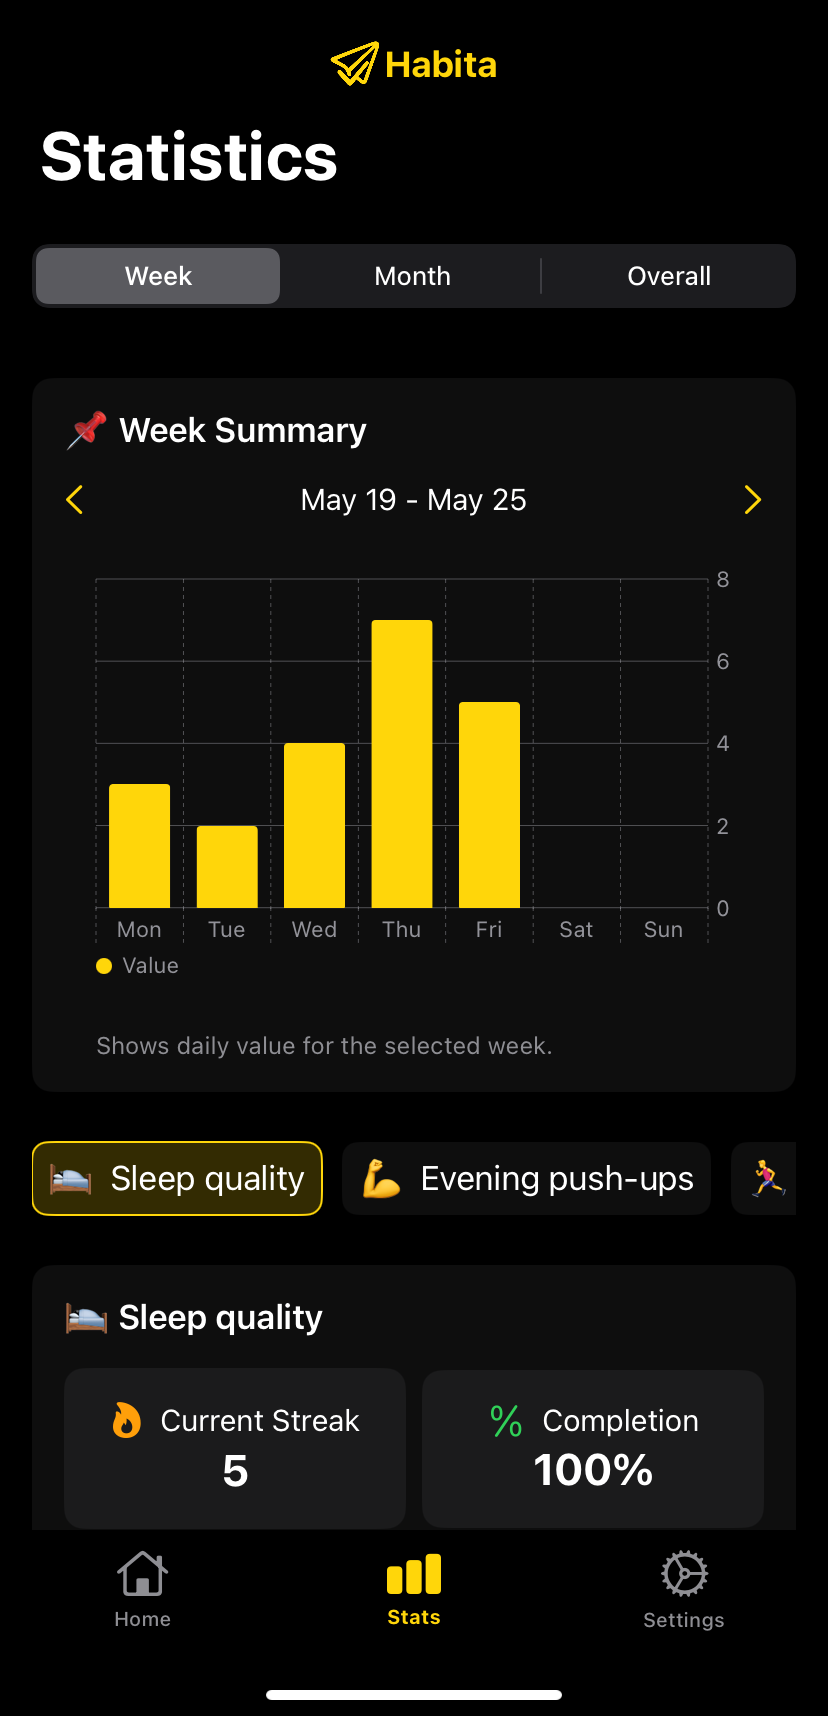 Habita
Statistics
Week Month Overall
Week Summary
May 19 - May 25
8
6
4
2
0
Mon Tue Wed Thu Fri Sat Sun
Value
Shows daily value for the selected week.
Sleep quality Evening push-ups
Sleep quality
Current Streak % Completion
5 100%
Home Stats Settings